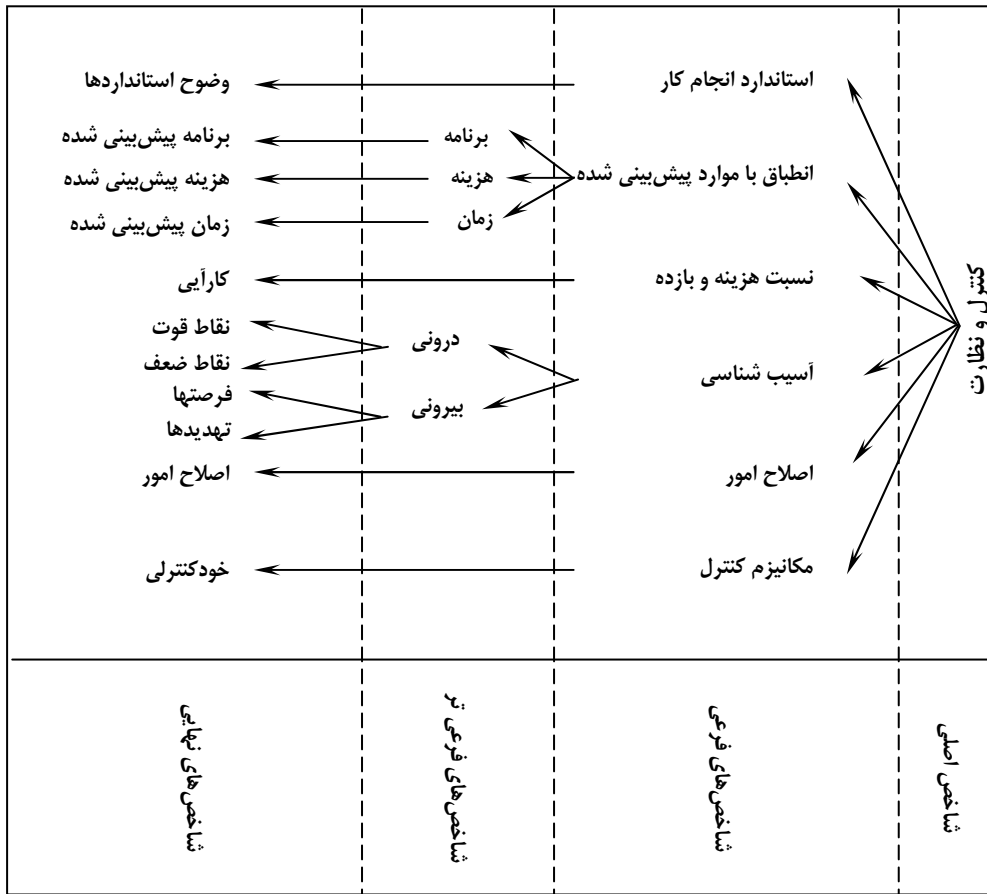 کنترل و نظارت
استاندارد انجام کار
وضوح استانداردها
انطباق با موارد پیش‌بینی شده
برنامه
برنامه پیش‌بینی شده
هزینه
هزینه پیش‌بینی شده
زمان
زمان پیش‌بینی شده
نسبت هزینه و بازده
کارآیی
آسیب شناسی
درونی
نقاط قوت
نقاط ضعف
بیرونی
فرصتها
تهدیدها
اصلاح امور
اصلاح امور
مکانیزم کنترل
خودکنترلی
شاخص اصلی
شاخص‌های فرعی
شاخص‌های فرعی تر
شاخص‌های نهایی